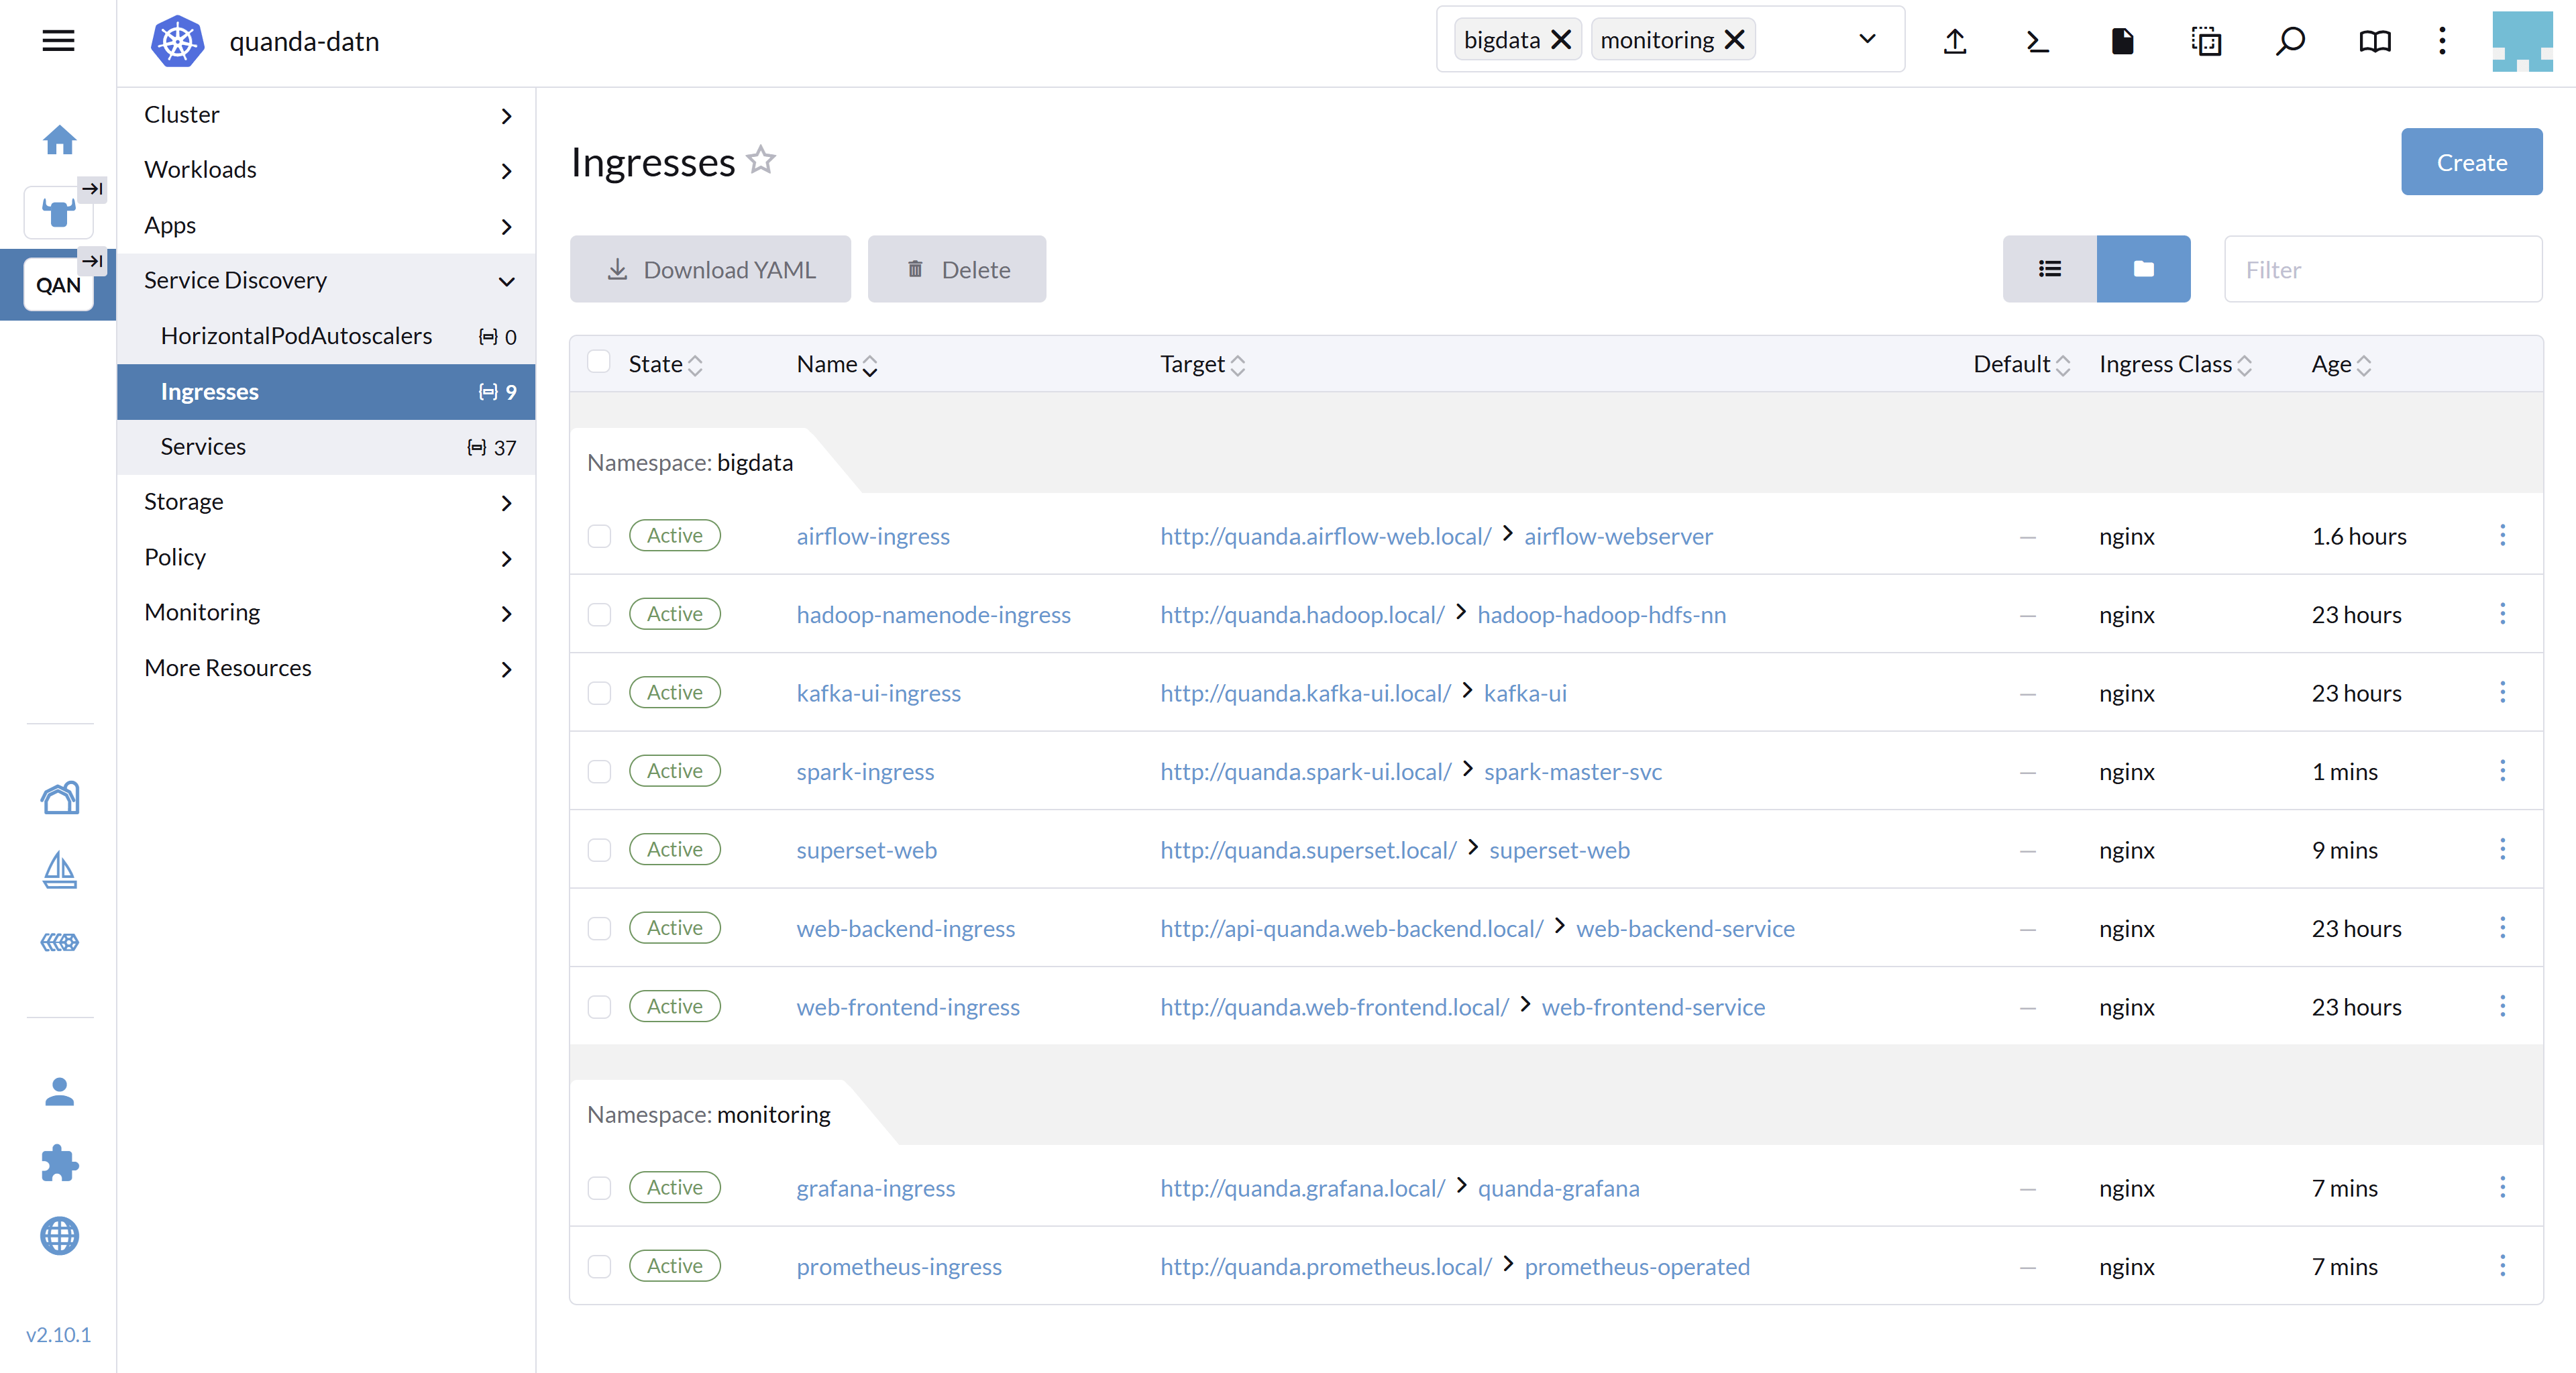 quanda-datn
bigdata
monitoring
QAN
v2.10.1
Cluster
Workloads
Apps
Service Discovery
HorizontalPodAutoscalers 0
Ingresses 9
Services 37
Storage
Policy
Monitoring
More Resources
Ingresses
Create
Download YAML
Delete
Filter
State Name Target Default Ingress Class Age
Namespace: bigdata
Active airflow-ingress http://quanda.airflow-web.local/ > airflow-webserver — nginx 1.6 hours
Active hadoop-namenode-ingress http://quanda.hadoop.local/ > hadoop-hadoop-hdfs-nn — nginx 23 hours
Active kafka-ui-ingress http://quanda.kafka-ui.local/ > kafka-ui — nginx 23 hours
Active spark-ingress http://quanda.spark-ui.local/ > spark-master-svc — nginx 1 mins
Active superset-web http://quanda.superset.local/ > superset-web — nginx 9 mins
Active web-backend-ingress http://api-quanda.web-backend.local/ > web-backend-service — nginx 23 hours
Active web-frontend-ingress http://quanda.web-frontend.local/ > web-frontend-service — nginx 23 hours
Namespace: monitoring
Active grafana-ingress http://quanda.grafana.local/ > quanda-grafana — nginx 7 mins
Active prometheus-ingress http://quanda.prometheus.local/ > prometheus-operated — nginx 7 mins